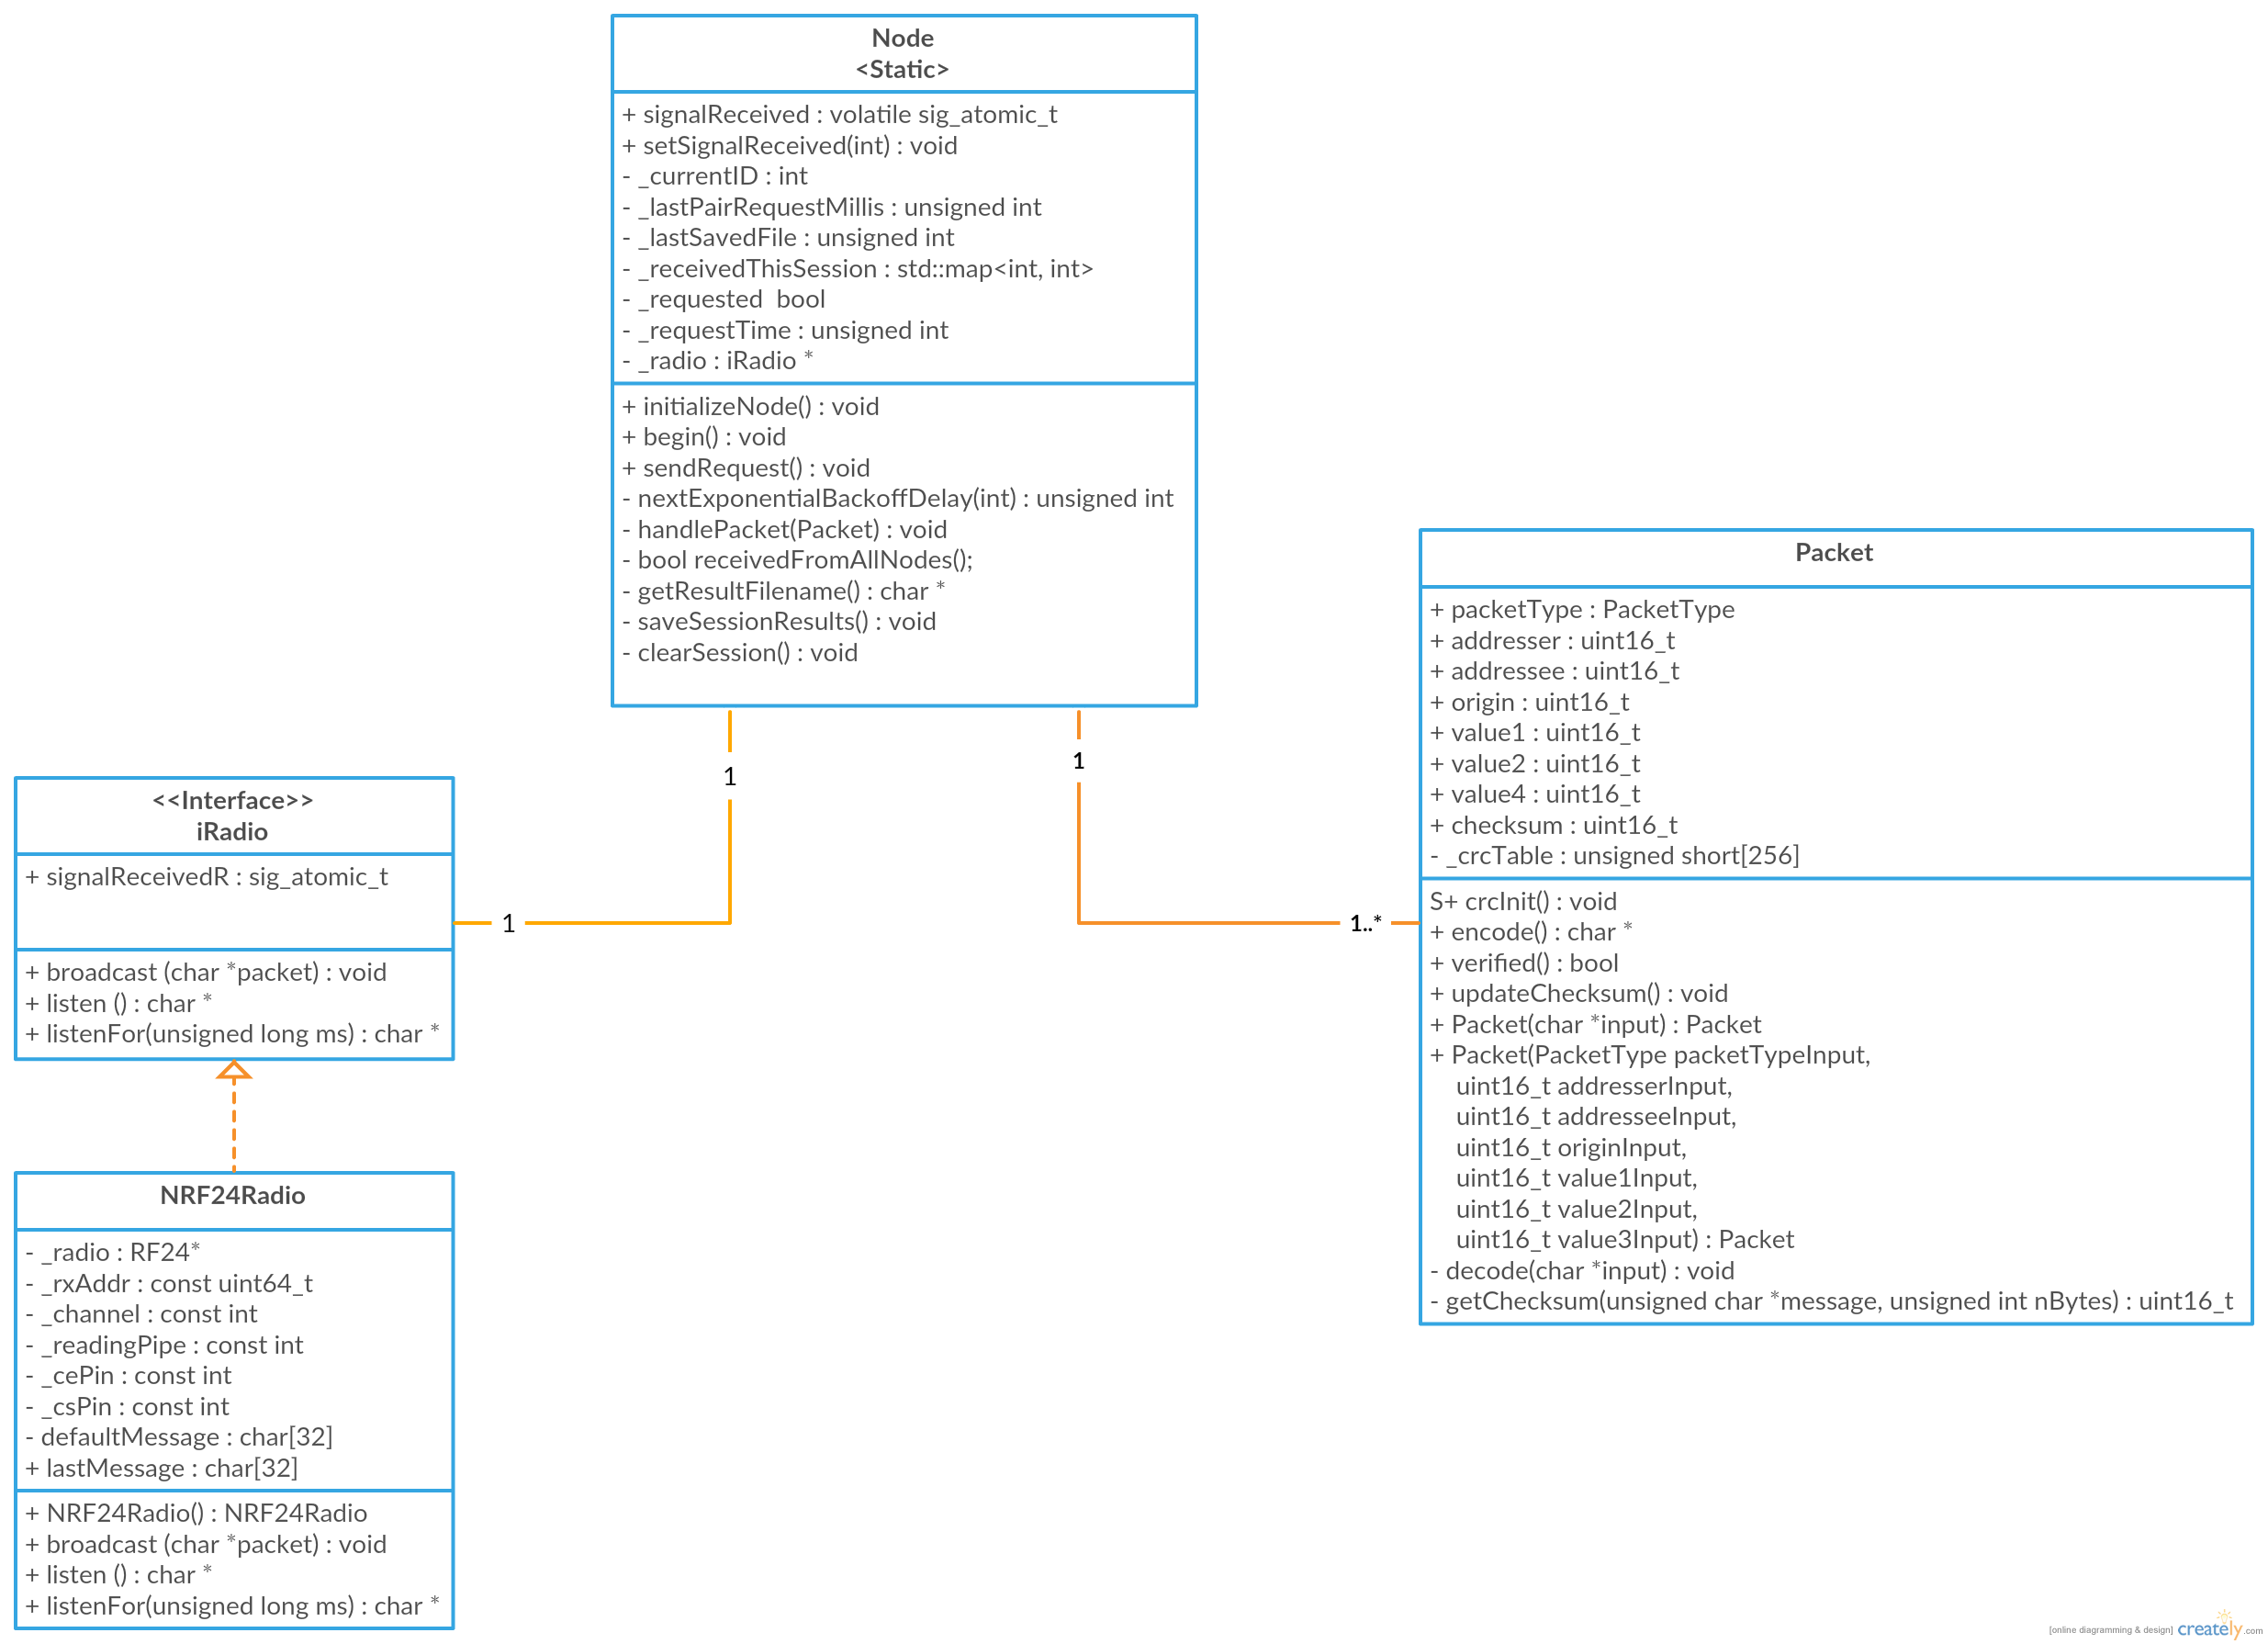 Node
<Static>
+ signalReceived : volatile sig_atomic_t
+ setSignalReceived(int) : void
- _currentID : int
- _lastPairRequestMillis : unsigned int
- _lastSavedFile : unsigned int
- _receivedThisSession : std::map<int, int>
- _requested  bool
- _requestTime : unsigned int
- _radio : iRadio *
+ initializeNode() : void
+ begin() : void
+ sendRequest() : void
- nextExponentialBackoffDelay(int) : unsigned int
- handlePacket(Packet) : void
- bool receivedFromAllNodes();
- getResultFilename() : char *
- saveSessionResults() : void
- clearSession() : void
1
1
1
1..*
<<Interface>>
iRadio
+ signalReceivedR : sig_atomic_t
+ broadcast (char *packet) : void
+ listen () : char *
+ listenFor(unsigned long ms) : char *
NRF24Radio
- _radio : RF24*
- _rxAddr : const uint64_t
- _channel : const int
- _readingPipe : const int
- _cePin : const int
- _csPin : const int
- defaultMessage : char[32]
+ lastMessage : char[32]
+ NRF24Radio() : NRF24Radio
+ broadcast (char *packet) : void
+ listen () : char *
+ listenFor(unsigned long ms) : char *
Packet
+ packetType : PacketType
+ addresser : uint16_t
+ addressee : uint16_t
+ origin : uint16_t
+ value1 : uint16_t
+ value2 : uint16_t
+ value4 : uint16_t
+ checksum : uint16_t
- _crcTable : unsigned short[256]
S+ crcInit() : void
+ encode() : char *
+ verified() : bool
+ updateChecksum() : void
+ Packet(char *input) : Packet
+ Packet(PacketType packetTypeInput,
uint16_t addresserInput,
uint16_t addresseeInput,
uint16_t originInput,
uint16_t value1Input,
uint16_t value2Input,
uint16_t value3Input) : Packet
- decode(char *input) : void
- getChecksum(unsigned char *message, unsigned int nBytes) : uint16_t
[online diagramming & design] creately.com